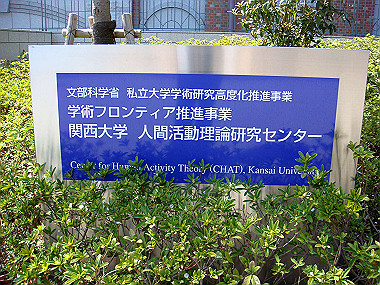 文部科学省 私立大学学術研究高度化推進事業
学術フロンティア推進事業
関西大学 人間活動理論研究センター
Center for Human Activity Theory (CHAT), Kansai University